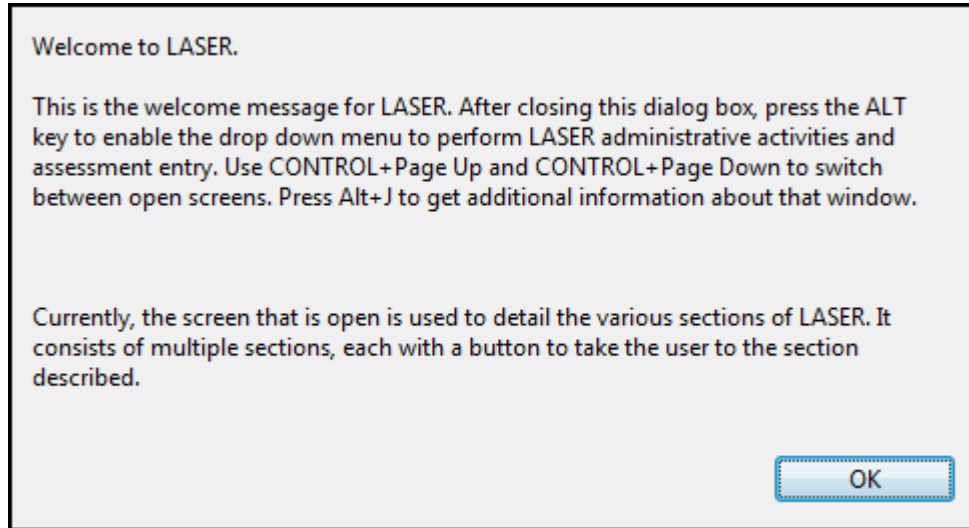 Welcome to LASER.
This is the welcome message for LASER. After closing this dialog box, press the ALT
key to enable the drop down menu to perform LASER administrative activities and
assessment entry. Use CONTROL+Page Up and CONTROL+Page Down to switch
between open screens. Press Alt+J to get additional information about that window.
Currently, the screen that is open is used to detail the various sections of LASER. It
consists of multiple sections, each with a button to take the user to the section
described.
OK